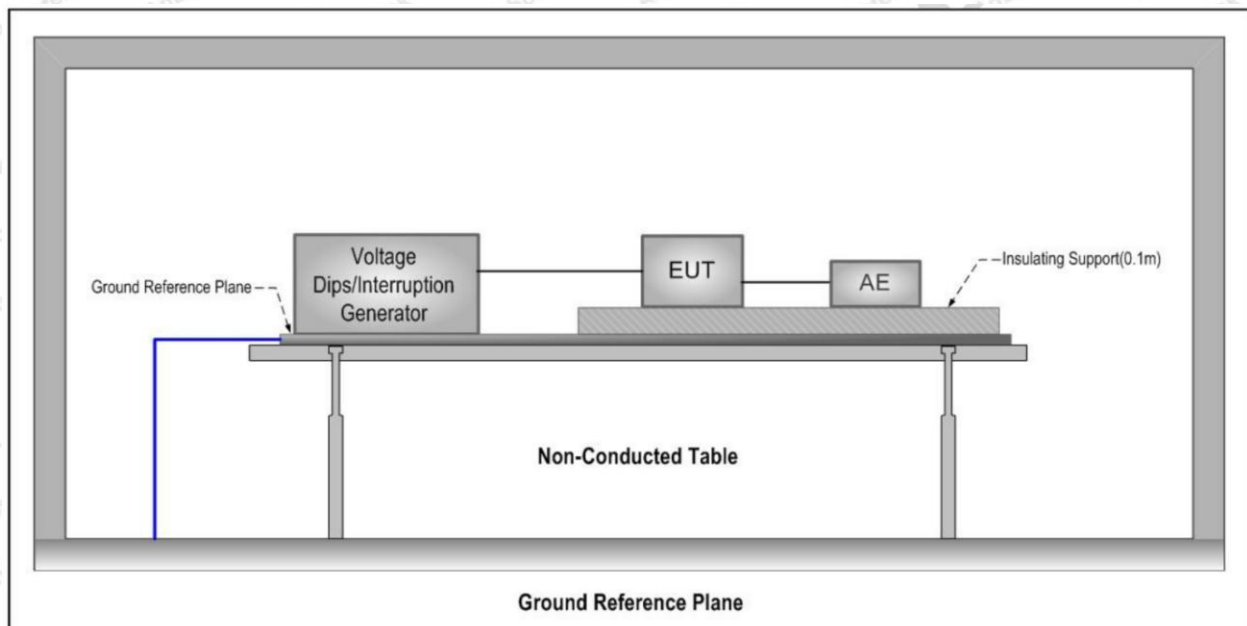 Voltage
Dips/Interruption
Generator
EUT
AE
Insulating Support(0.1m)
Ground Reference Plane
Non-Conducted Table
Ground Reference Plane